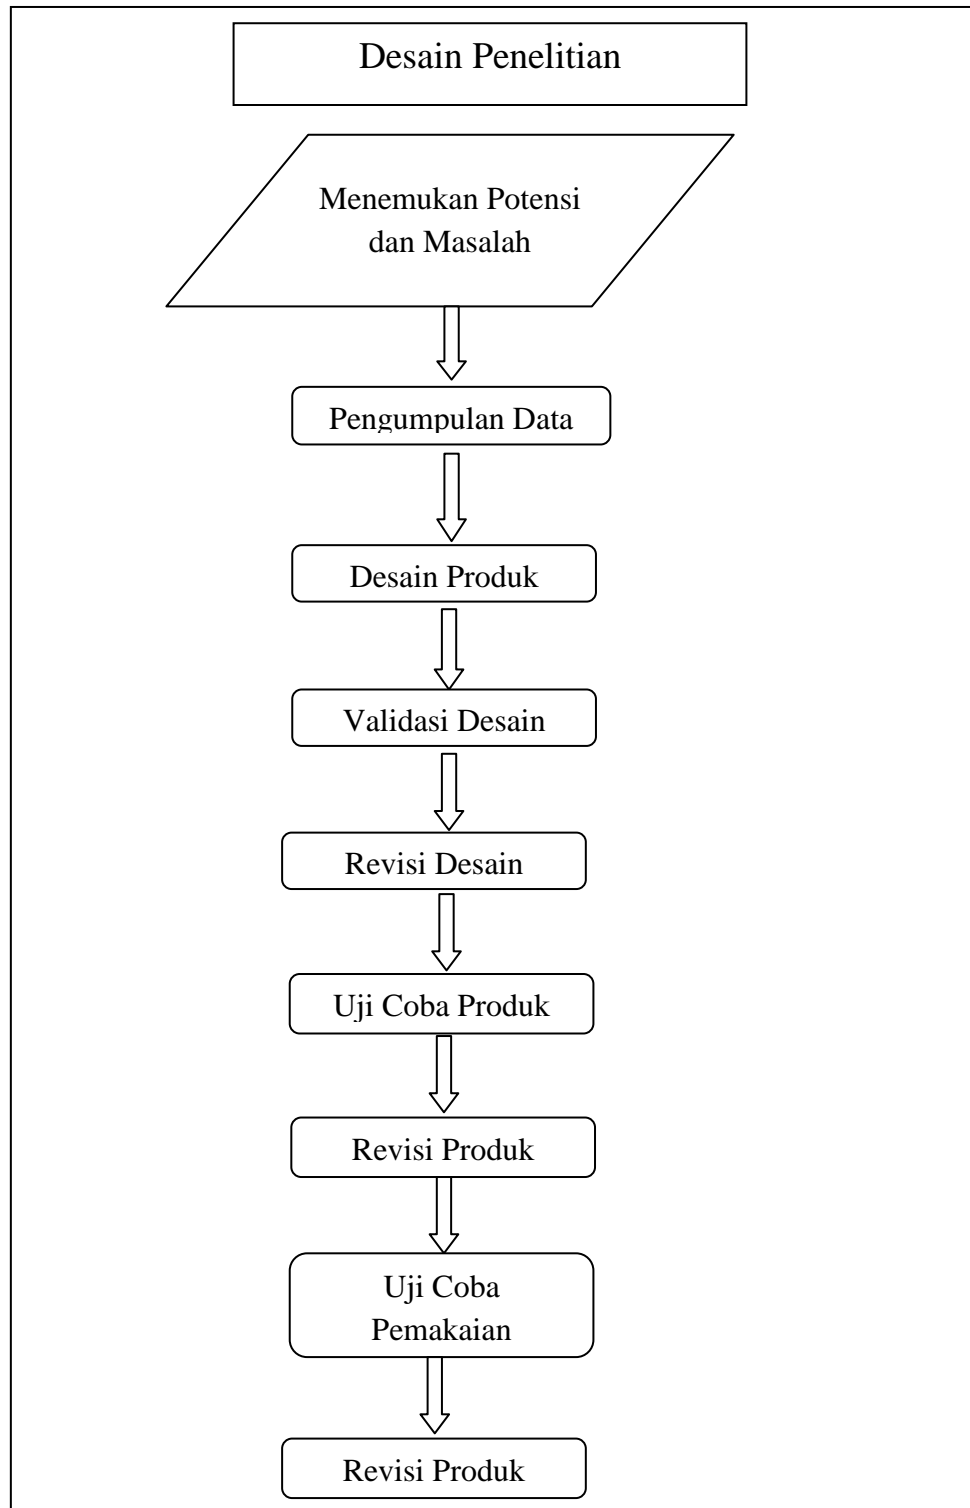 Desain Penelitian
Menemukan Potensi
dan Masalah
Pengumpulan Data
Desain Produk
Validasi Desain
Revisi Desain
Uji Coba Produk
Revisi Produk
Uji Coba
Pemakaian
Revisi Produk